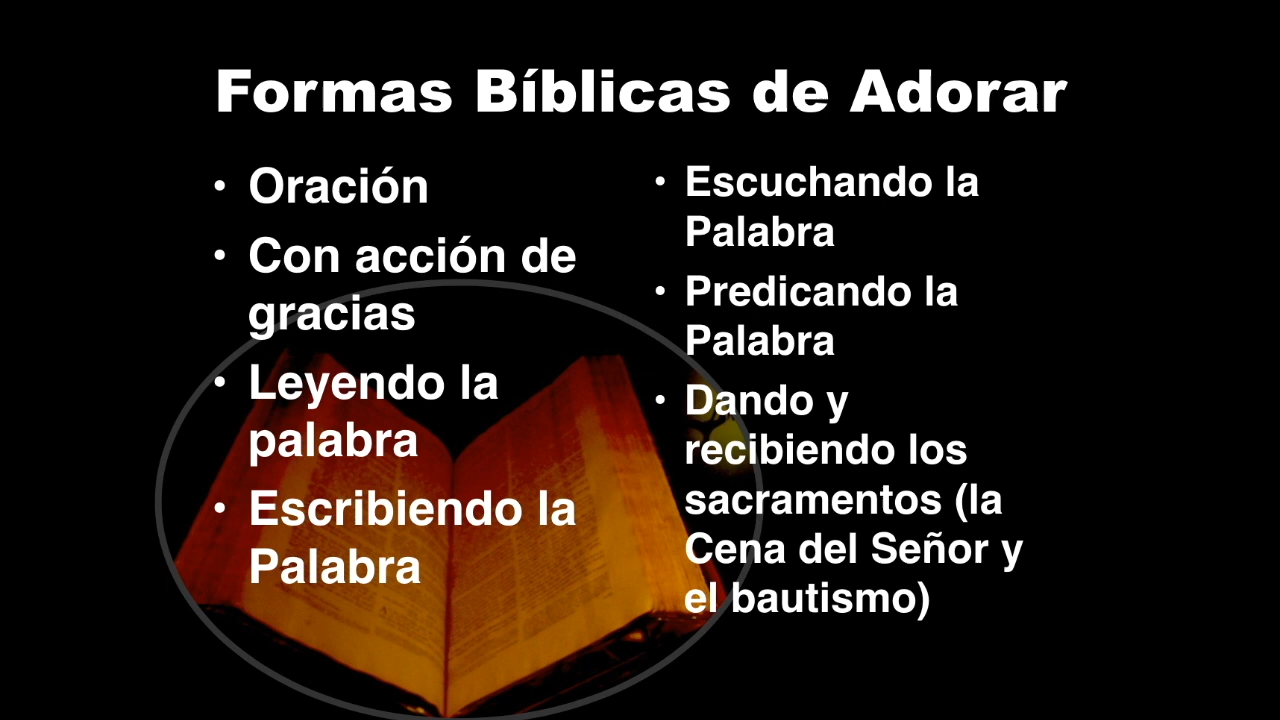 Formas Bíblicas de Adorar
• Oración
• Con acción de
gracias
• Leyendo la
palabra
• Escribiendo la
Palabra
• Escuchando la
Palabra
• Predicando la
Palabra
• Dando y
recibiendo los
sacramentos (la
Cena del Señor y
el bautismo)